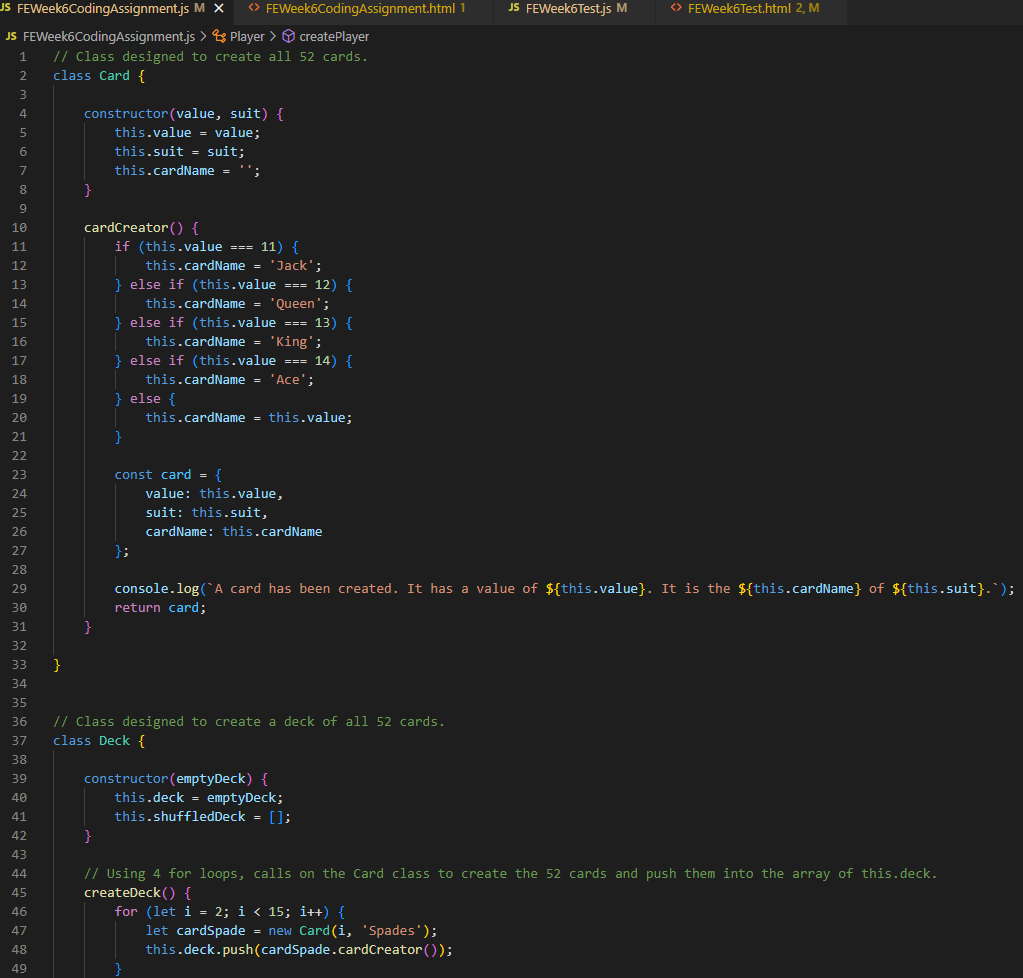 JS FEWeek6CodingAssignment.js M ✕ <> FEWeek6CodingAssignment.html 1 JS FEWeek6Test.js M <> FEWeek6Test.html 2, M
JS FEWeek6CodingAssignment.js > Player > createPlayer
1 // Class designed to create all 52 cards.
2 class Card {
3
4     constructor(value, suit) {
5         this.value = value;
6         this.suit = suit;
7         this.cardName = '';
8     }
9
10     cardCreator() {
11         if (this.value === 11) {
12             this.cardName = 'Jack';
13         } else if (this.value === 12) {
14             this.cardName = 'Queen';
15         } else if (this.value === 13) {
16             this.cardName = 'King';
17         } else if (this.value === 14) {
18             this.cardName = 'Ace';
19         } else {
20             this.cardName = this.value;
21         }
22
23         const card = {
24             value: this.value,
25             suit: this.suit,
26             cardName: this.cardName
27         };
28
29         console.log(`A card has been created. It has a value of ${this.value}. It is the ${this.cardName} of ${this.suit}.`);
30         return card;
31     }
32
33 }
34
35
36 // Class designed to create a deck of all 52 cards.
37 class Deck {
38
39     constructor(emptyDeck) {
40         this.deck = emptyDeck;
41         this.shuffledDeck = [];
42     }
43
44     // Using 4 for loops, calls on the Card class to create the 52 cards and push them into the array of this.deck.
45     createDeck() {
46         for (let i = 2; i < 15; i++) {
47             let cardSpade = new Card(i, 'Spades');
48             this.deck.push(cardSpade.cardCreator());
49         }